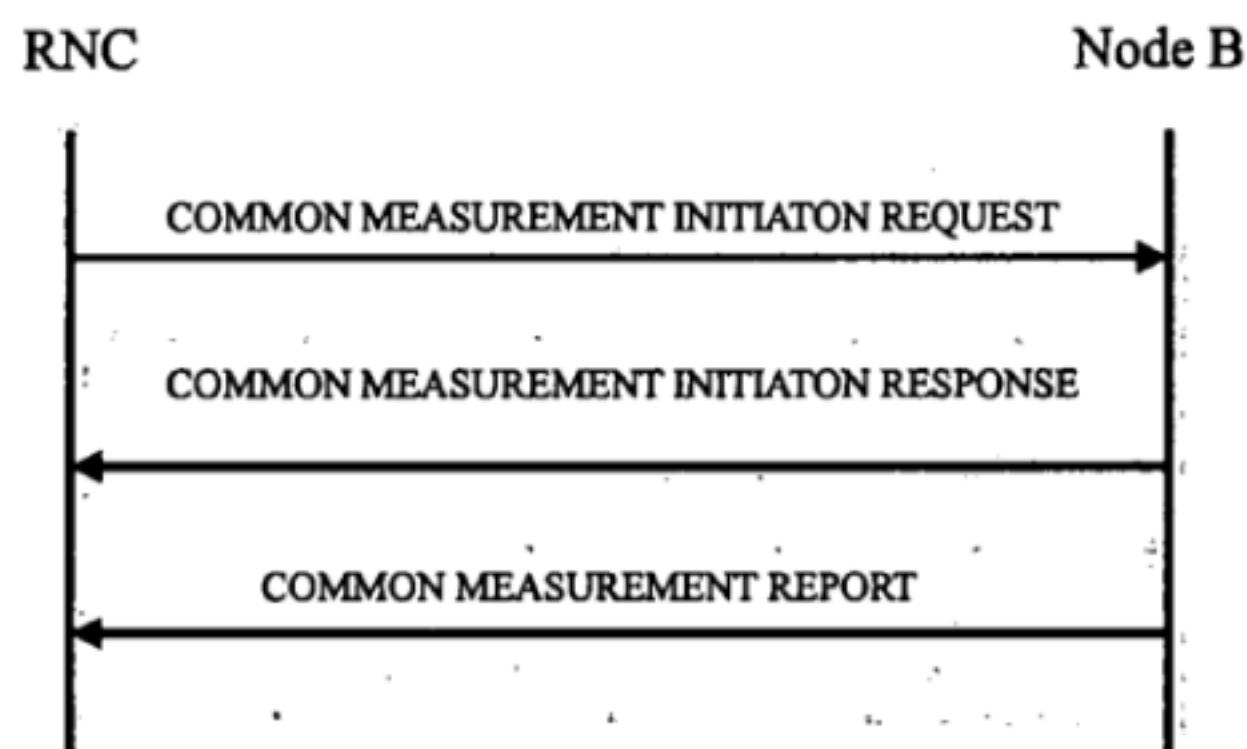 RNC
Node B
COMMON MEASUREMENT INITIATON REQUEST
COMMON MEASUREMENT INITIATON RESPONSE
COMMON MEASUREMENT REPORT